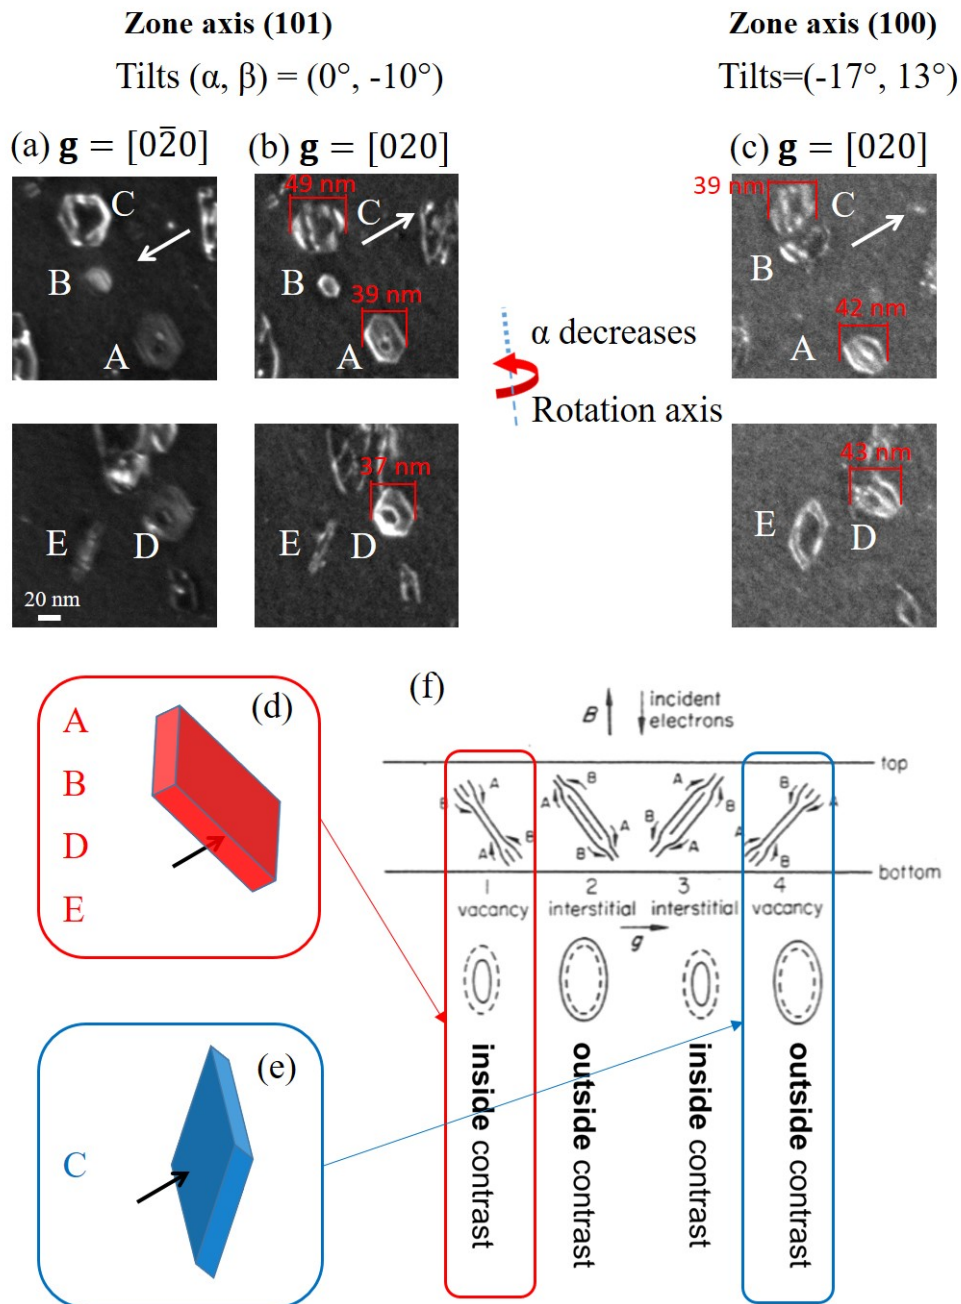 Zone axis (101)
Zone axis (100)
Tilts (α, β) = (0°, -10°)
Tilts=(-17°, 13°)
(a) g = [02̄0]
(b) g = [020]
(c) g = [020]
C
B
A
49 nm
C
B
39 nm
A
α decreases
Rotation axis
39 nm
C
B
42 nm
A
E
D
20 nm
37 nm
E
D
43 nm
E
D
(d)
A
B
D
E
(e)
C
(f)
B
incident
electrons
top
A
B
B
A
B
A
A
B
A
B
B
A
A
B
A
B
bottom
1
2
3
4
vacancy
interstitial
interstitial
vacancy
g
inside contrast
outside contrast
inside contrast
outside contrast